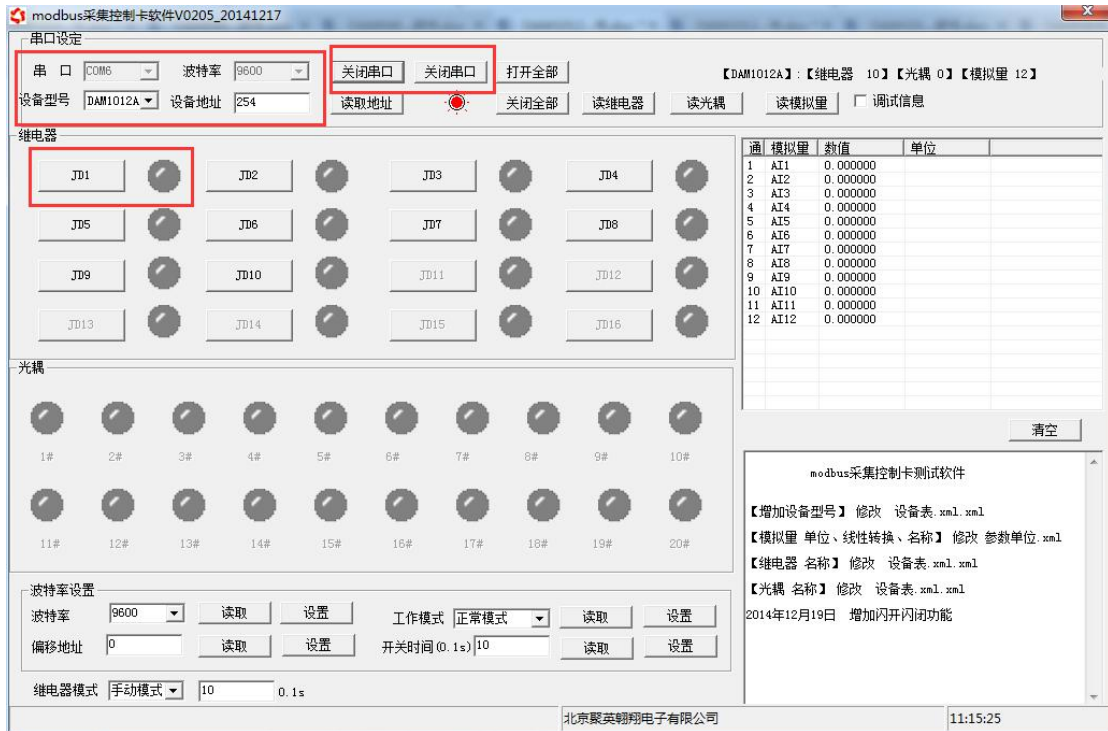 modbus采集控制卡软件V0205_20141217
串口设定
串 口 COM6 波特率 9600 关闭串口 关闭串口 打开全部 【DAM1012A】:【继电器 10】【光耦 0】【模拟量 12】
设备型号 DAM1012A 设备地址 254 读取地址 关闭全部 读继电器 读光耦 读模拟量 调试信息
继电器
JD1 JD2 JD3 JD4
JD5 JD6 JD7 JD8
JD9 JD10 JD11 JD12
JD13 JD14 JD15 JD16
通 模拟量 数值 单位
1 AI1 0.000000
2 AI2 0.000000
3 AI3 0.000000
4 AI4 0.000000
5 AI5 0.000000
6 AI6 0.000000
7 AI7 0.000000
8 AI8 0.000000
9 AI9 0.000000
10 AI10 0.000000
11 AI11 0.000000
12 AI12 0.000000
清空
光耦
1# 2# 3# 4# 5# 6# 7# 8# 9# 10#
11# 12# 13# 14# 15# 16# 17# 18# 19# 20#
modbus采集控制卡测试软件
【增加设备型号】 修改 设备表.xml.xml
【模拟量 单位、线性转换、名称】 修改 参数单位.xml
【继电器 名称】 修改 设备表.xml.xml
【光耦 名称】 修改 设备表.xml.xml
2014年12月19日 增加闪开闪闭功能
波特率设置
波特率 9600 读取 设置 工作模式 正常模式 读取 设置
偏移地址 0 读取 设置 开关时间(0.1s) 10 读取 设置
继电器模式 手动模式 10 0.1s
北京聚英翱翔电子有限公司 11:15:25